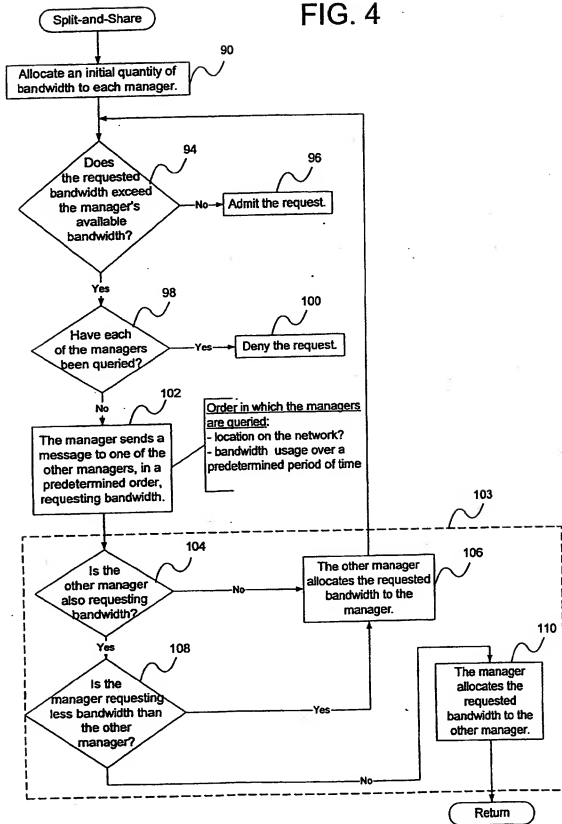 FIG. 4
Split-and-Share
90
Allocate an initial quantity of
bandwidth to each manager.
94
Does
the requested
bandwidth exceed
the manager's
available
bandwidth?
No
96
Admit the request.
Yes
98
Have each
of the managers
been queried?
Yes
100
Deny the request.
No
102
The manager sends a
message to one of the
other managers, in a
predetermined order,
requesting bandwidth.
Order in which the managers
are queried:
- location on the network?
- bandwidth usage over a
predetermined period of time
103
104
Is the
other manager
also requesting
bandwidth?
No
106
The other manager
allocates the requested
bandwidth to the
manager.
Yes
108
Is the
manager requesting
less bandwidth than
the other
manager?
Yes
No
110
The manager
allocates the
requested
bandwidth to the
other manager.
Return